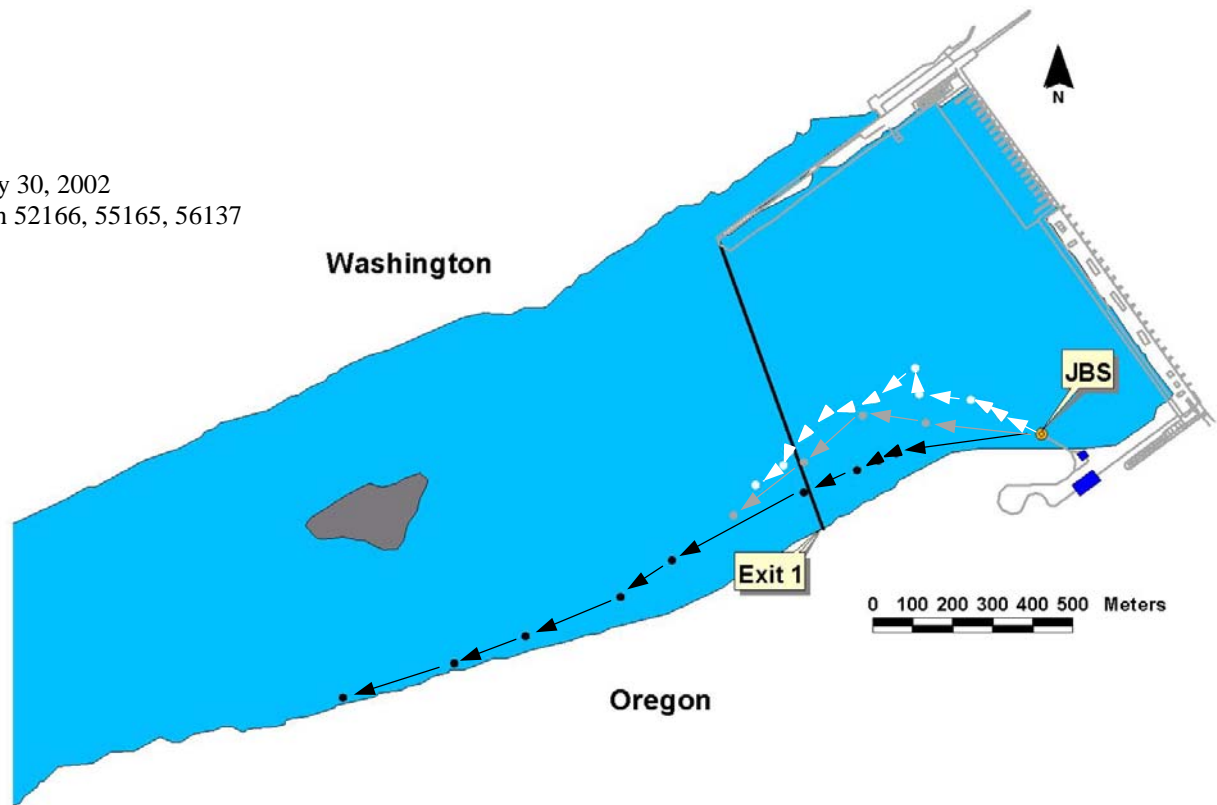 N
y 30, 2002
n 52166, 55165, 56137
Washington
JBS
Exit 1
0 100 200 300 400 500 Meters
Oregon